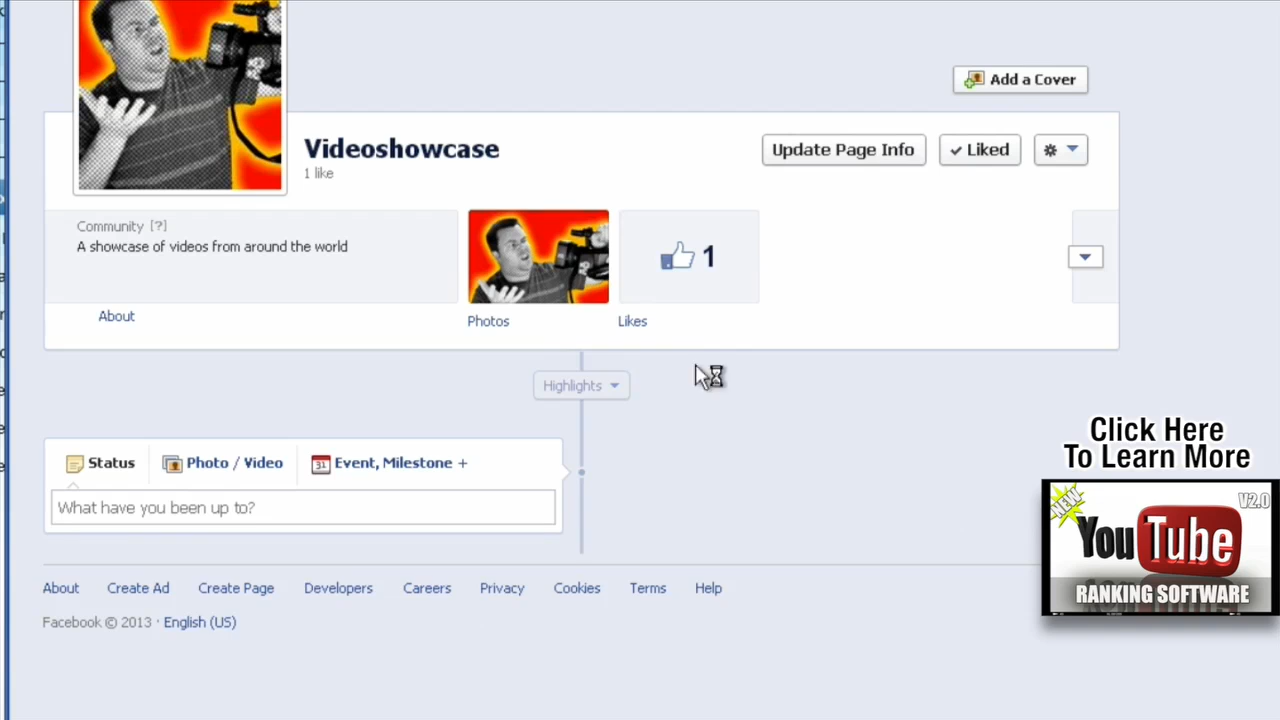 Add a Cover
Videoshowcase
1 like
Update Page Info
Liked
Community [?]
A showcase of videos from around the world
1
About
Photos
Likes
Highlights
Status
Photo / Video
31
Event, Milestone +
What have you been up to?
Click Here
To Learn More
NEW
V2.0
YouTube
RANKING SOFTWARE
About Create Ad Create Page Developers Careers Privacy Cookies Terms Help
Facebook © 2013 · English (US)